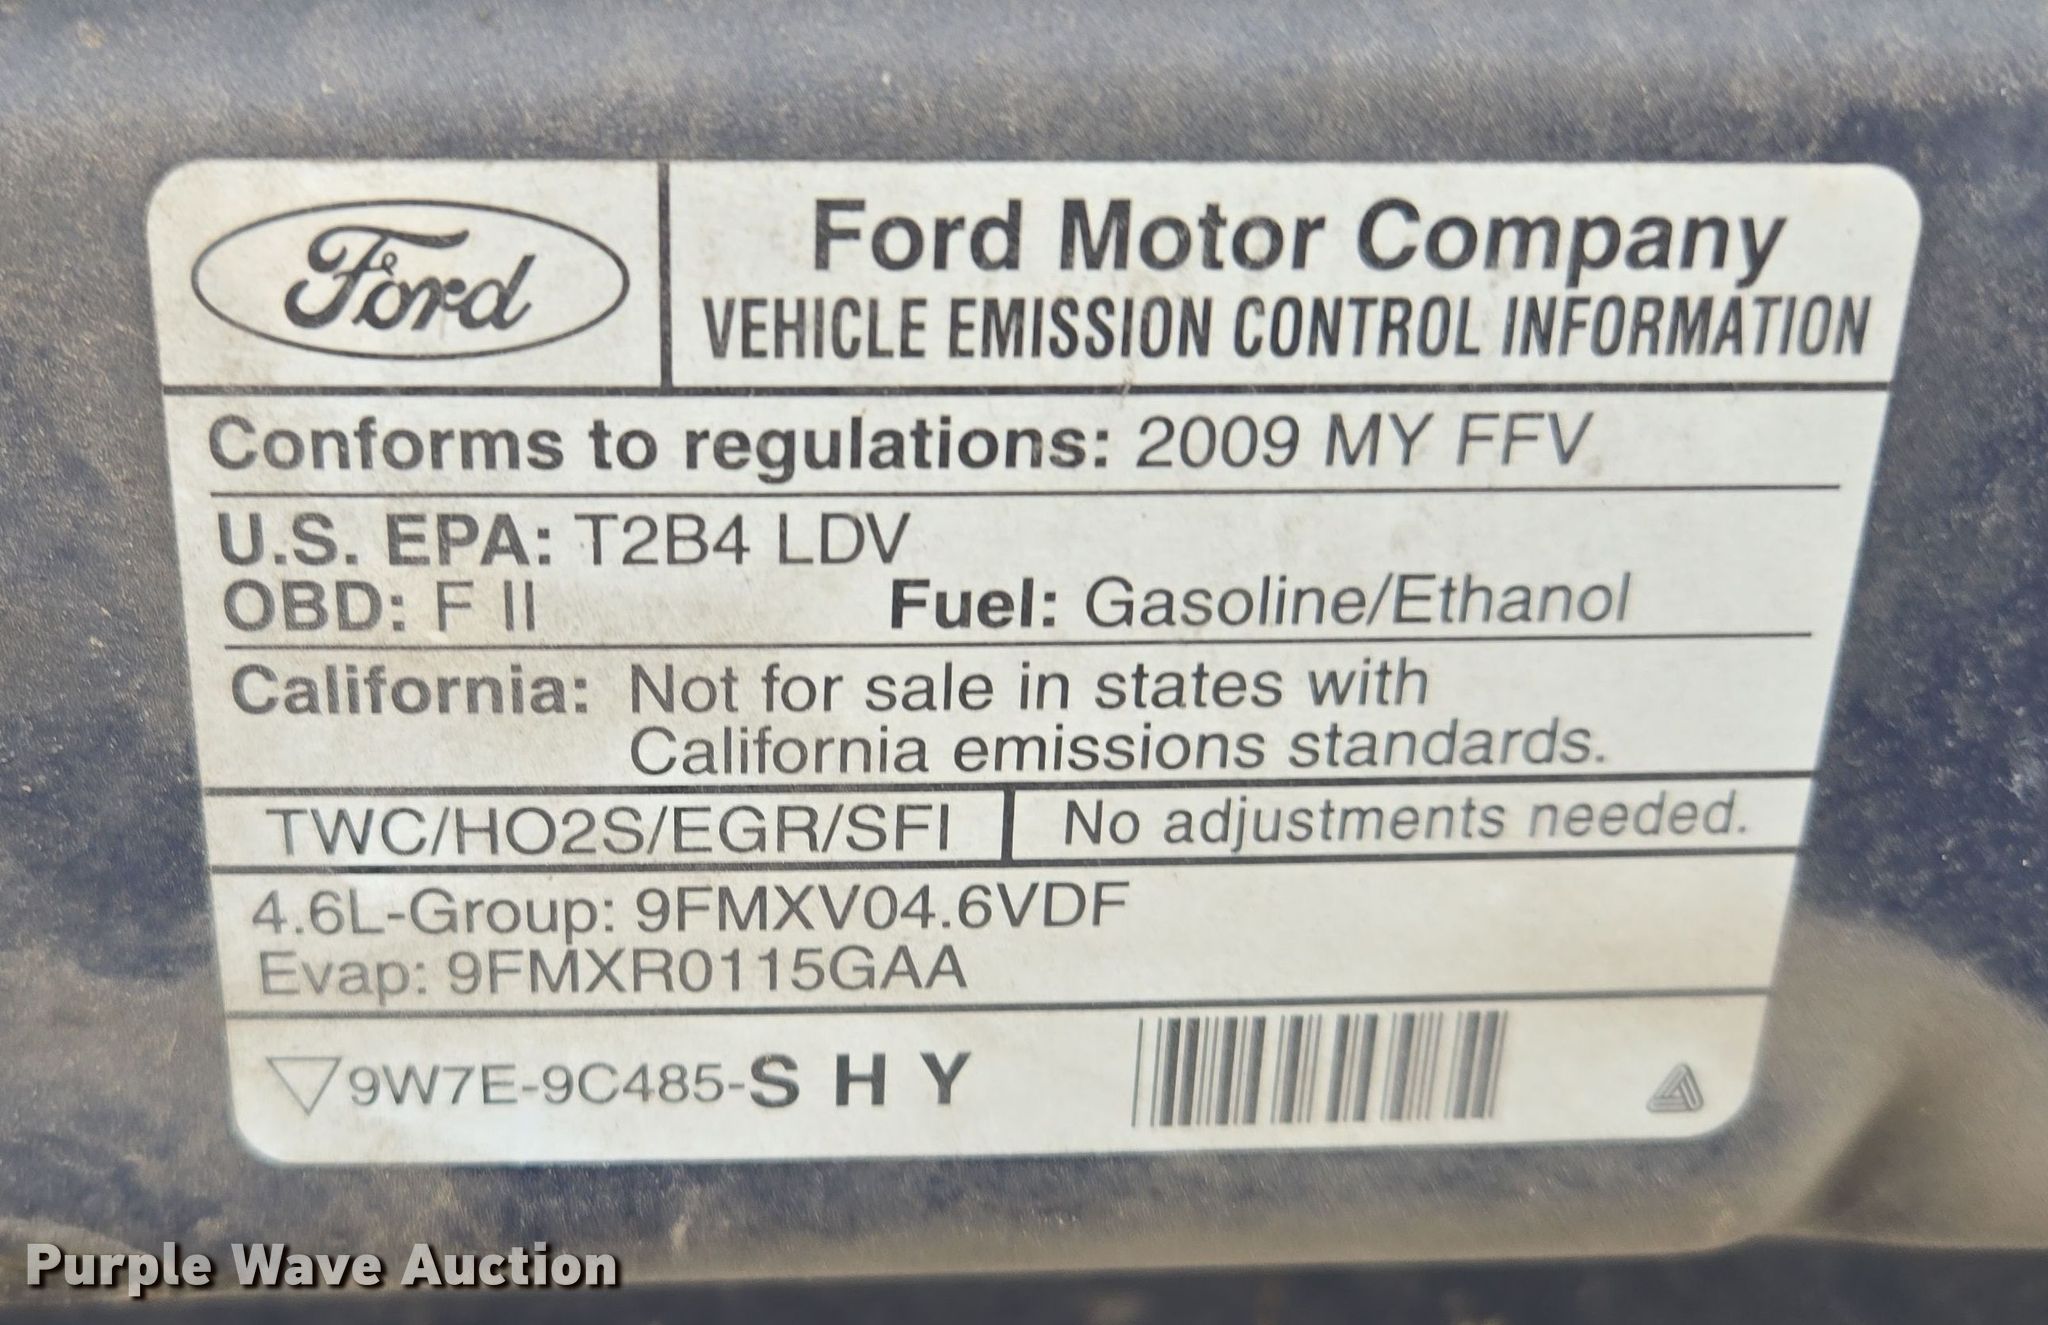 Ford
Ford Motor Company
VEHICLE EMISSION CONTROL INFORMATION
Conforms to regulations: 2009 MY FFV
U.S. EPA: T2B4 LDV
OBD: F II Fuel: Gasoline/Ethanol
California: Not for sale in states with
California emissions standards.
TWC/HO2S/EGR/SFI No adjustments needed.
4.6L-Group: 9FMXV04.6VDF
Evap: 9FMXR0115GAA
9W7E-9C485-S H Y
Purple Wave Auction